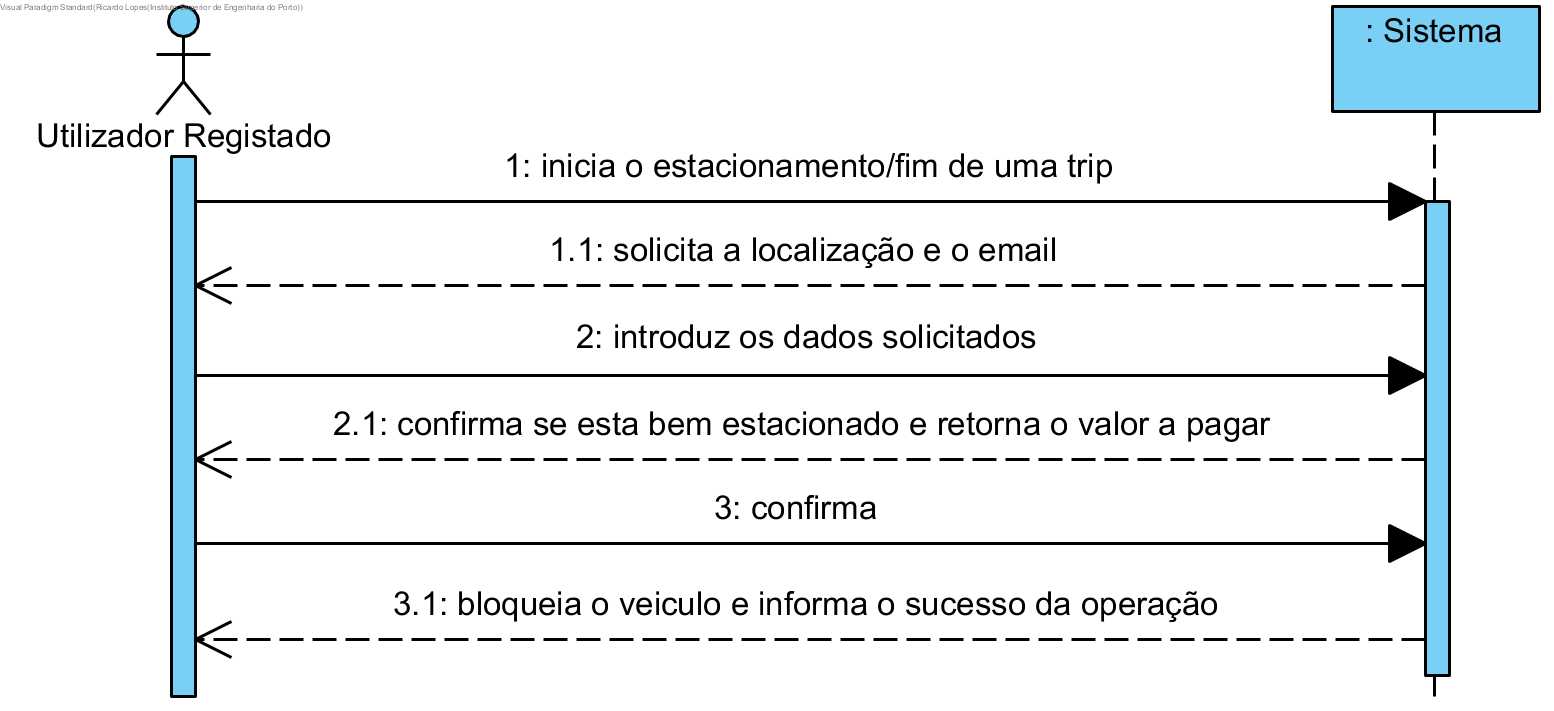 Visual Paradigm Standard(Ricardo Lopes(Instituto Superior de Engenharia do Porto))
: Sistema
Utilizador Registado
1: inicia o estacionamento/fim de uma trip
1.1: solicita a localização e o email
2: introduz os dados solicitados
2.1: confirma se esta bem estacionado e retorna o valor a pagar
3: confirma
3.1: bloqueia o veiculo e informa o sucesso da operação